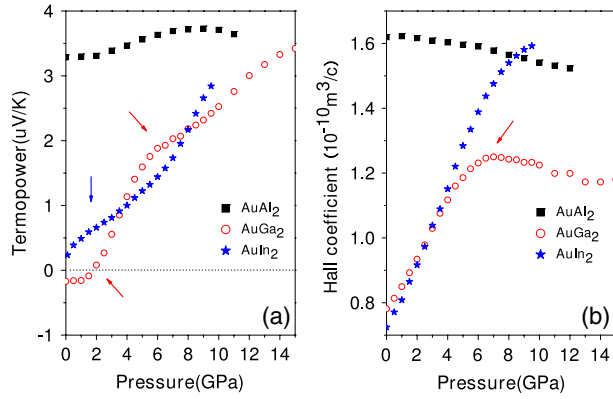 4
3
2
1
0
-1
Termopower(uV/K)
(a)
AuAl2
AuGa2
AuIn2
0 2 4 6 8 10 12 14
Pressure(GPa)
1.6
1.4
1.2
1.0
0.8
Hall coefficient (10-10m3/c)
(b)
AuAl2
AuGa2
AuIn2
0 2 4 6 8 10 12 14
Pressure(GPa)